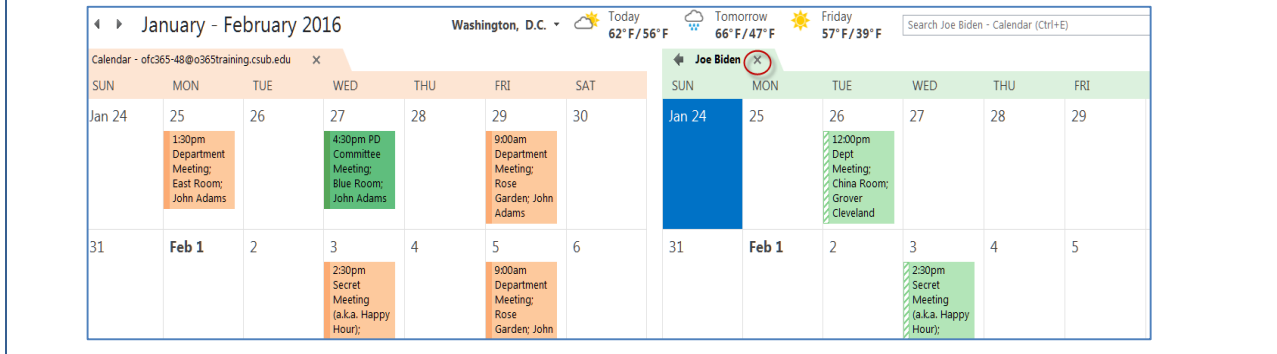 January - February 2016
Washington, D.C.
Today
62°F/56°F
Tomorrow
66°F/47°F
Friday
57°F/39°F
Search Joe Biden - Calendar (Ctrl+E)
Calendar - ofc365-48@o365training.csub.edu
SUN MON TUE WED THU FRI SAT
Jan 24 25 26 27 28 29 30
1:30pm
Department
Meeting;
East Room;
John Adams
4:30pm PD
Committee
Meeting;
Blue Room;
John Adams
9:00am
Department
Meeting;
Rose
Garden; John
Adams
31 Feb 1 2 3 4 5 6
2:30pm
Secret
Meeting
(a.k.a. Happy
Hour);
9:00am
Department
Meeting;
Rose
Garden; John
Joe Biden
SUN MON TUE WED THU FRI
Jan 24 25 26 27 28 29
12:00pm
Dept
Meeting;
China Room;
Grover
Cleveland
31 Feb 1 2 3 4 5
2:30pm
Secret
Meeting
(a.k.a. Happy
Hour);